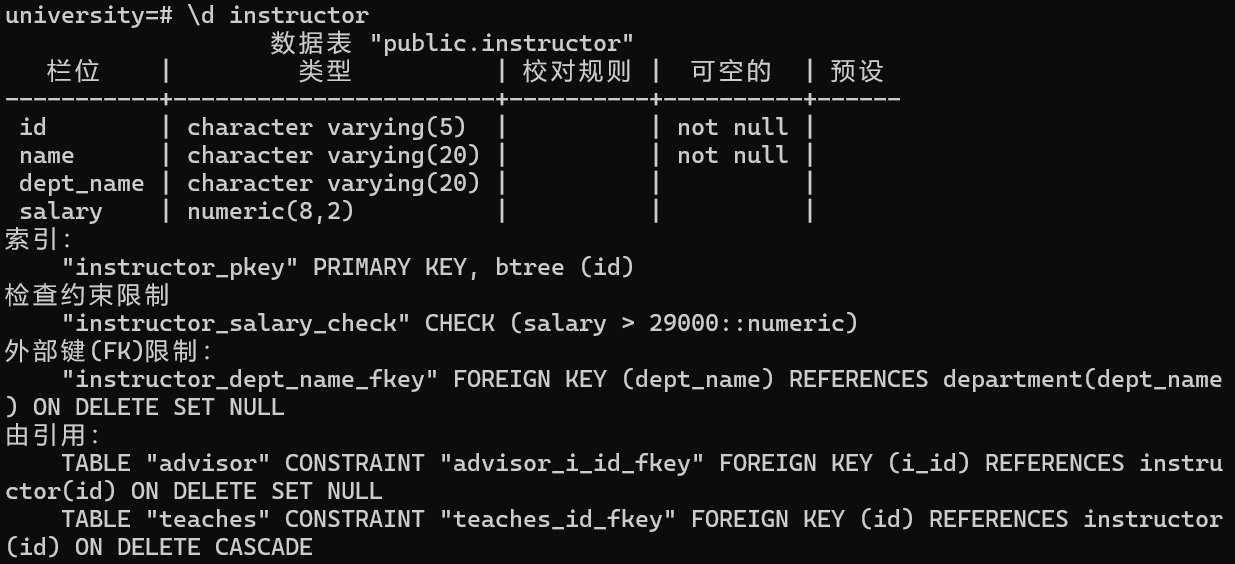 university=# \d instructor
数据表 "public.instructor"
栏位 | 类型 | 校对规则 | 可空的 | 预设
-----------+-----------------------+----------+----------+------
id | character varying(5) | | not null |
name | character varying(20) | | not null |
dept_name | character varying(20) | | |
salary | numeric(8,2) | | |
索引:
"instructor_pkey" PRIMARY KEY, btree (id)
检查约束限制
"instructor_salary_check" CHECK (salary > 29000::numeric)
外部键(FK)限制:
"instructor_dept_name_fkey" FOREIGN KEY (dept_name) REFERENCES department(dept_name
) ON DELETE SET NULL
由引用:
TABLE "advisor" CONSTRAINT "advisor_i_id_fkey" FOREIGN KEY (i_id) REFERENCES instru
ctor(id) ON DELETE SET NULL
TABLE "teaches" CONSTRAINT "teaches_id_fkey" FOREIGN KEY (id) REFERENCES instructor
(id) ON DELETE CASCADE